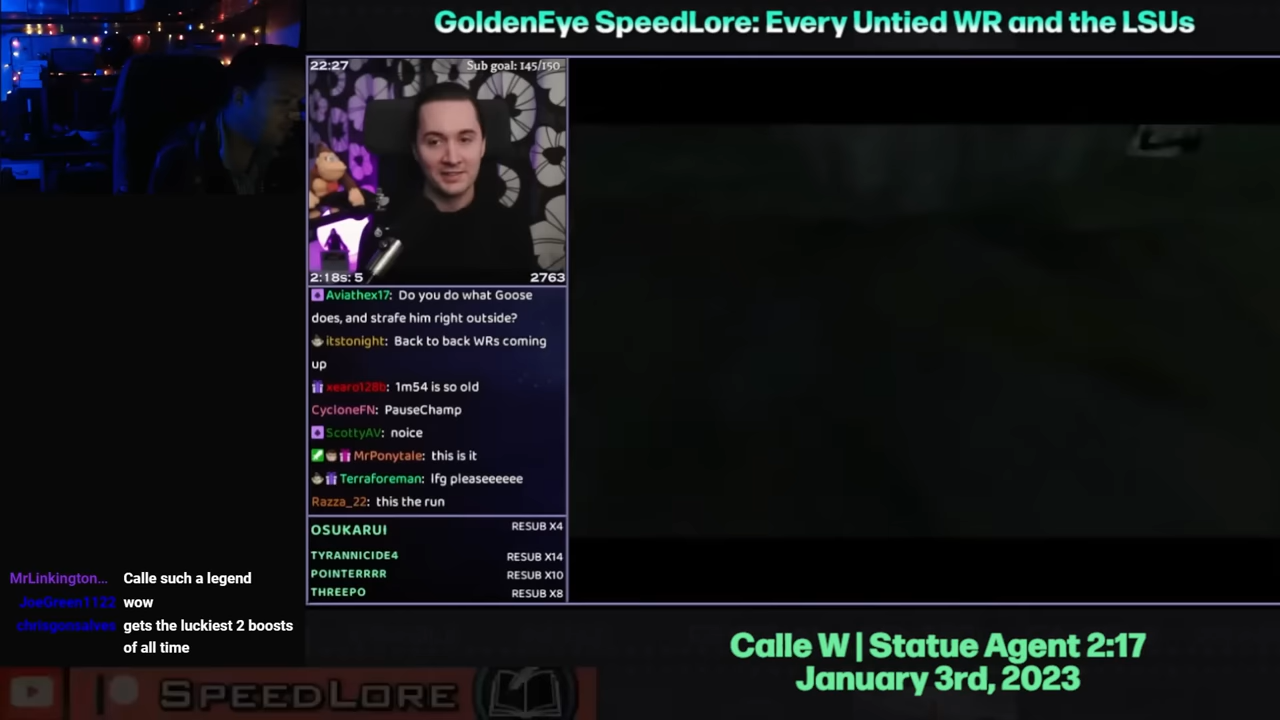 GoldenEye SpeedLore: Every Untied WR and the LSUs
22:27
Sub goal: 145/150
2:18s: 5
2763
Aviathex17: Do you do what Goose
does, and strafe him right outside?
itstonight: Back to back WRs coming
up
xearo128b: 1m54 is so old
CycloneFN: PauseChamp
ScottyAV: noice
MrPonytale: this is it
Terraforeman: lfg pleaseeeeee
Razza_22: this the run
OSUKARUI RESUB X4
TYRANNICIDE4 RESUB X14
POINTERRRR RESUB X10
THREEPO RESUB X8
MrLinkington... Calle such a legend
JoeGreen1122 wow
chrisgonsalves gets the luckiest 2 boosts
of all time
Calle W | Statue Agent 2:17
January 3rd, 2023
SPEEDLORE